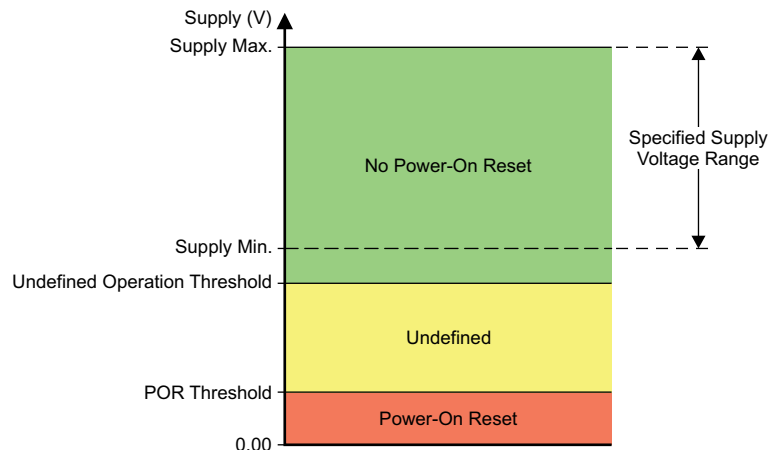 Supply (V)
Supply Max.
No Power-On Reset
Specified Supply
Voltage Range
Supply Min.
Undefined Operation Threshold
Undefined
POR Threshold
Power-On Reset
0.00